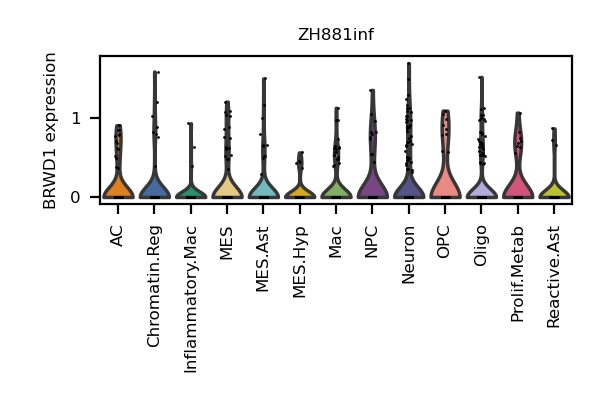 ZH881inf
BRWD1 expression
1
0
AC
Chromatin.Reg
Inflammatory.Mac
MES
MES.Ast
MES.Hyp
Mac
NPC
Neuron
OPC
Oligo
Prolif.Metab
Reactive.Ast